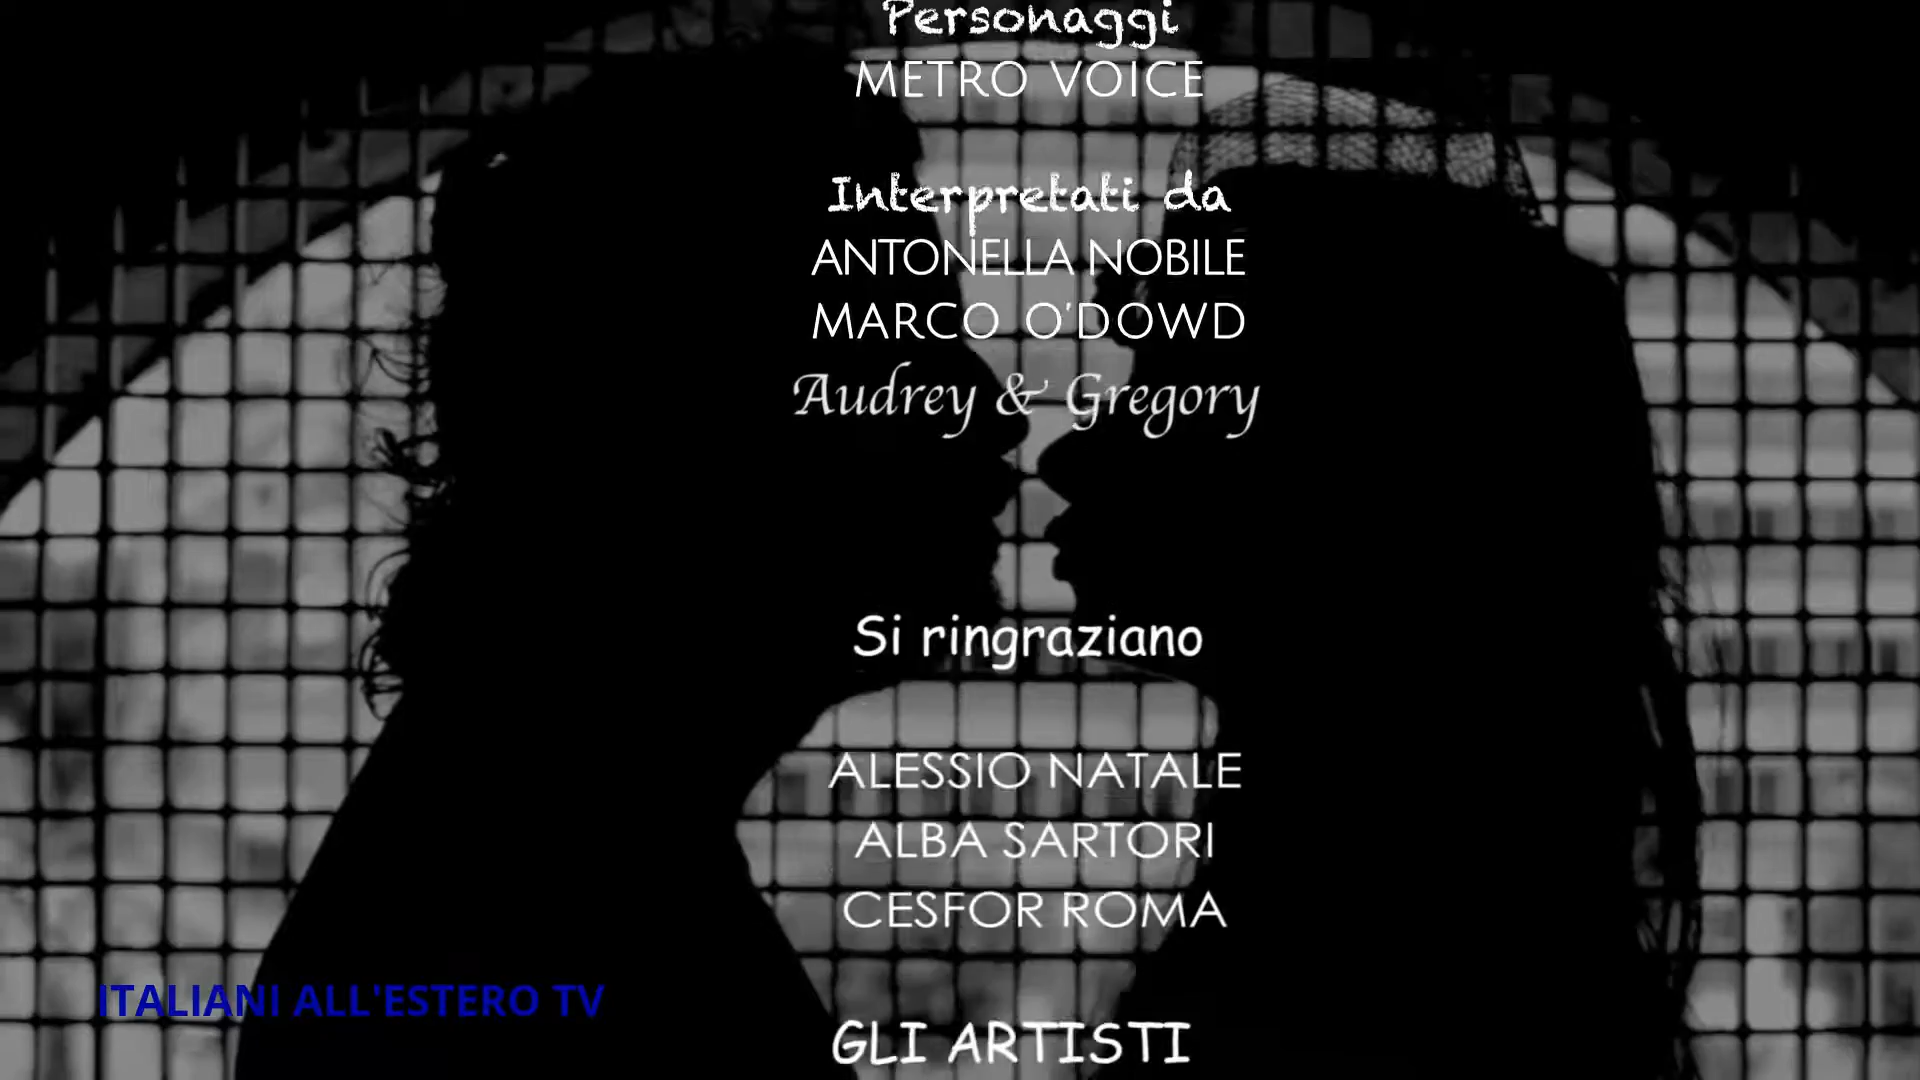 Personaggi
METRO VOICE
Interpretati da
ANTONELLA NOBILE
MARCO O'DOWD
Audrey & Gregory
Si ringraziano
ALESSIO NATALE
ALBA SARTORI
CESFOR ROMA
ITALIANI ALL'ESTERO TV
GLI ARTISTI